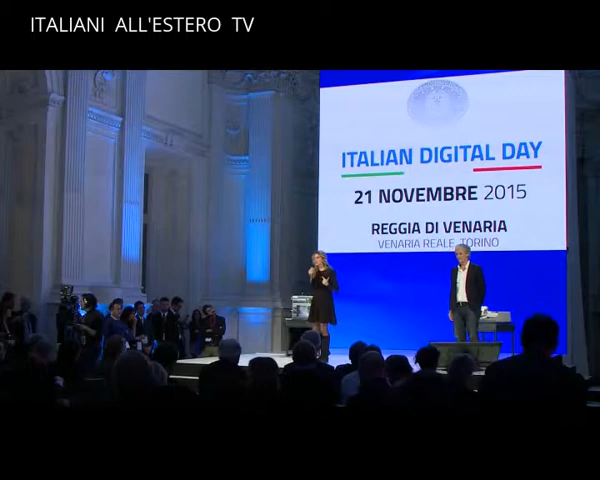 ITALIANI ALL'ESTERO TV
ITALIAN DIGITAL DAY
21 NOVEMBRE 2015
REGGIA DI VENARIA
VENARIA REALE, TORINO